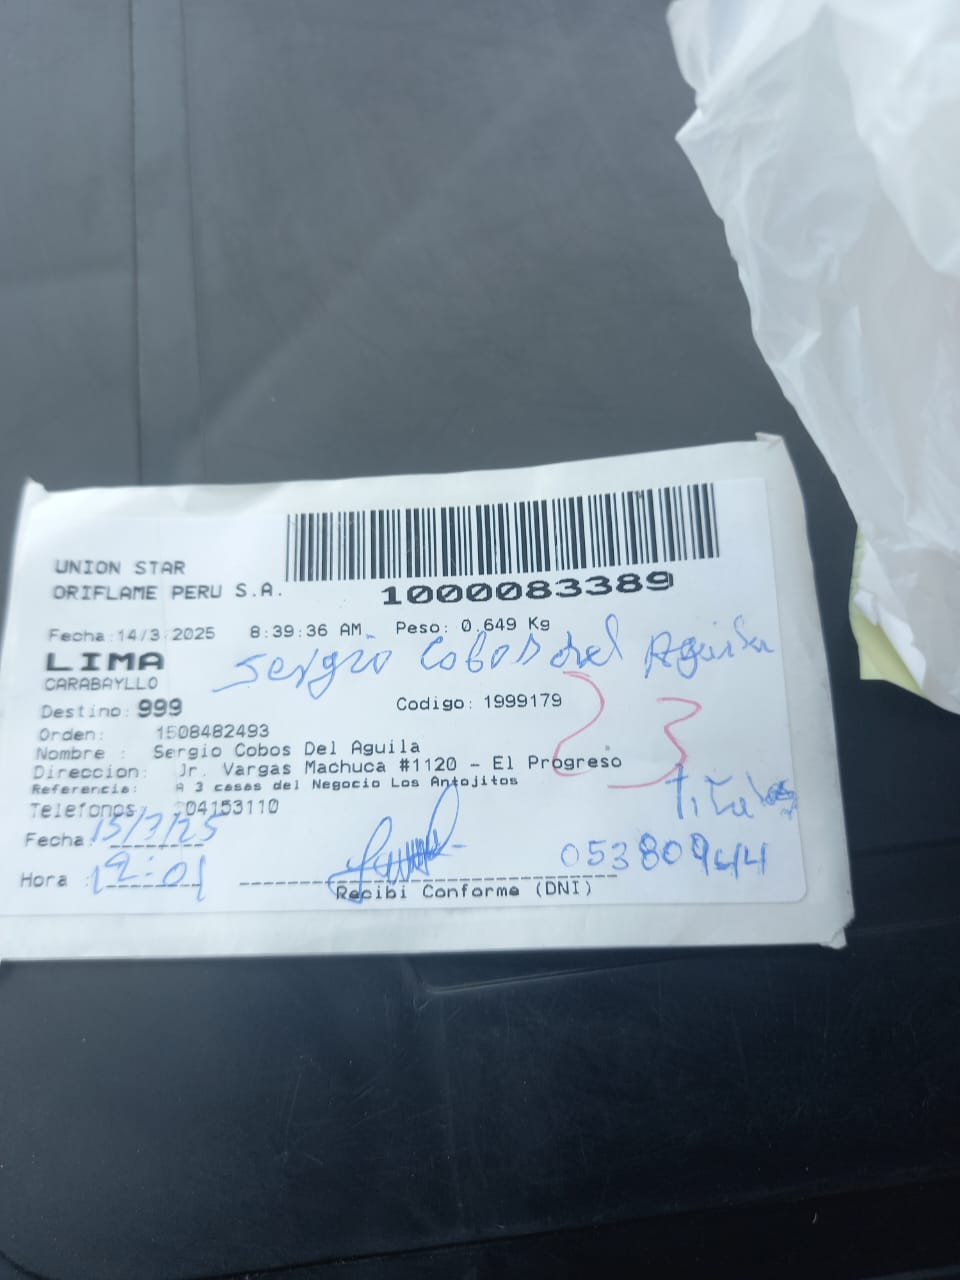 UNION STAR
ORIFLAME PERU S.A.
1000083389
Fecha:14/3.2025 8:39:36 AM Peso: 0.649 Kg
LIMA
Sergio Cobos del Aguila
CARABAYLLO
Destino: 999 Codigo: 1999179
23
Orden: 1508482493
Nombre : Sergio Cobos Del Aguila
Direccion: Jr. Vargas Machuca #1120 - El Progreso
Referencia: A 3 casas del Negocio Los Antojitos
Telefonos: 04153110
Fecha: 15/3/25
05380944
Hora : 12:01
Recibi Conforme (DNI)